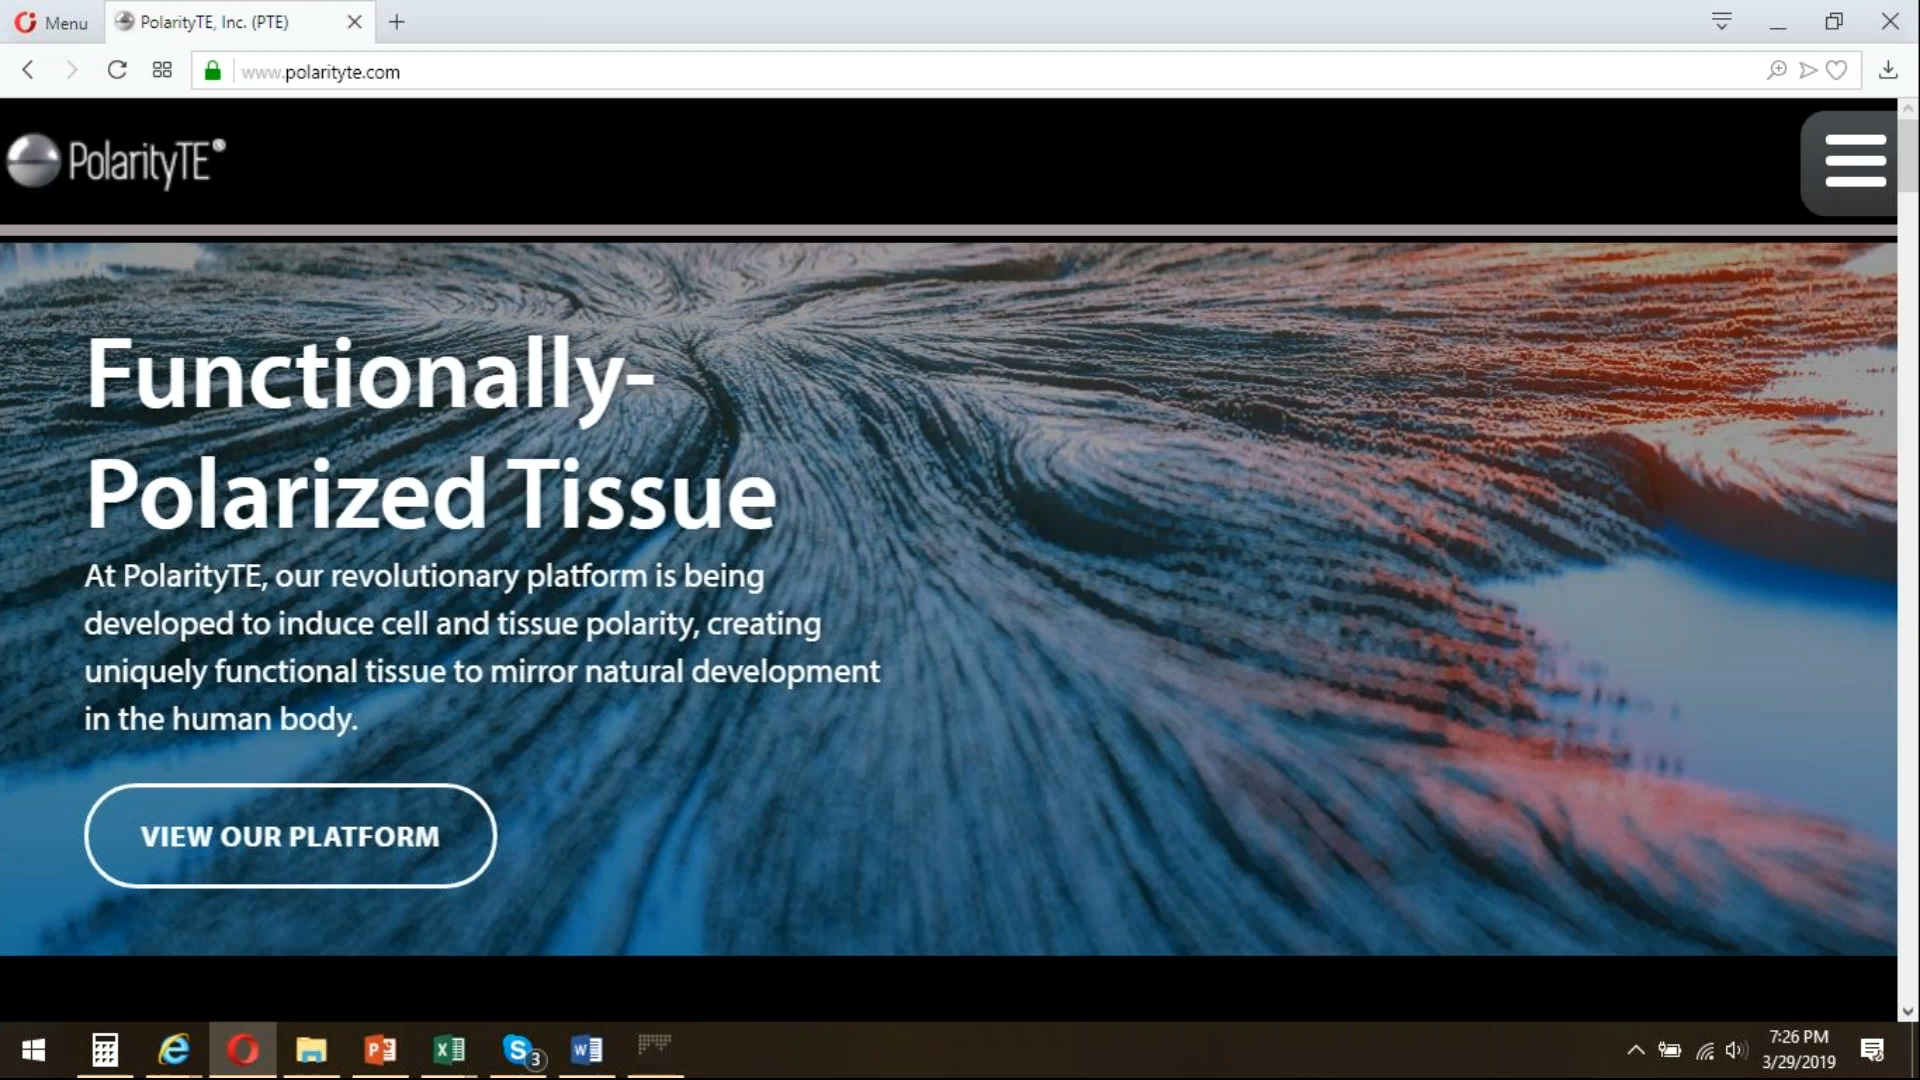 Menu
PolarityTE, Inc. (PTE)
www.polarityte.com
PolarityTE®
Functionally-
Polarized Tissue
At PolarityTE, our revolutionary platform is being
developed to induce cell and tissue polarity, creating
uniquely functional tissue to mirror natural development
in the human body.
VIEW OUR PLATFORM
3
7:26 PM
3/29/2019